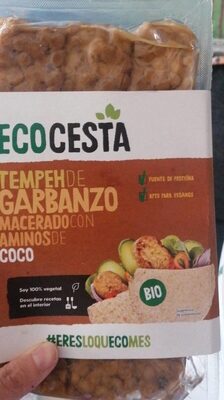 ECOCESTA
TEMPEH DE
GARBANZO
MACERADO CON
AMINOS DE
COCO
FUENTE DE PROTEÍNA
APTO PARA VEGANOS
Soy 100% vegetal
Descubre recetas
en el interior
BIO
#ERESLOQUECOMES